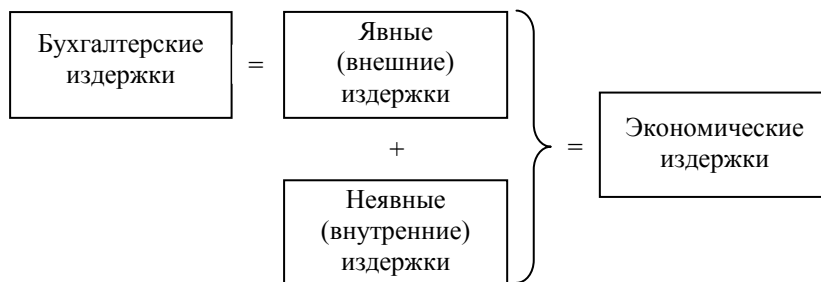 Бухгалтерские
издержки
=
Явные
(внешние)
издержки
+
Неявные
(внутренние)
издержки
=
Экономические
издержки